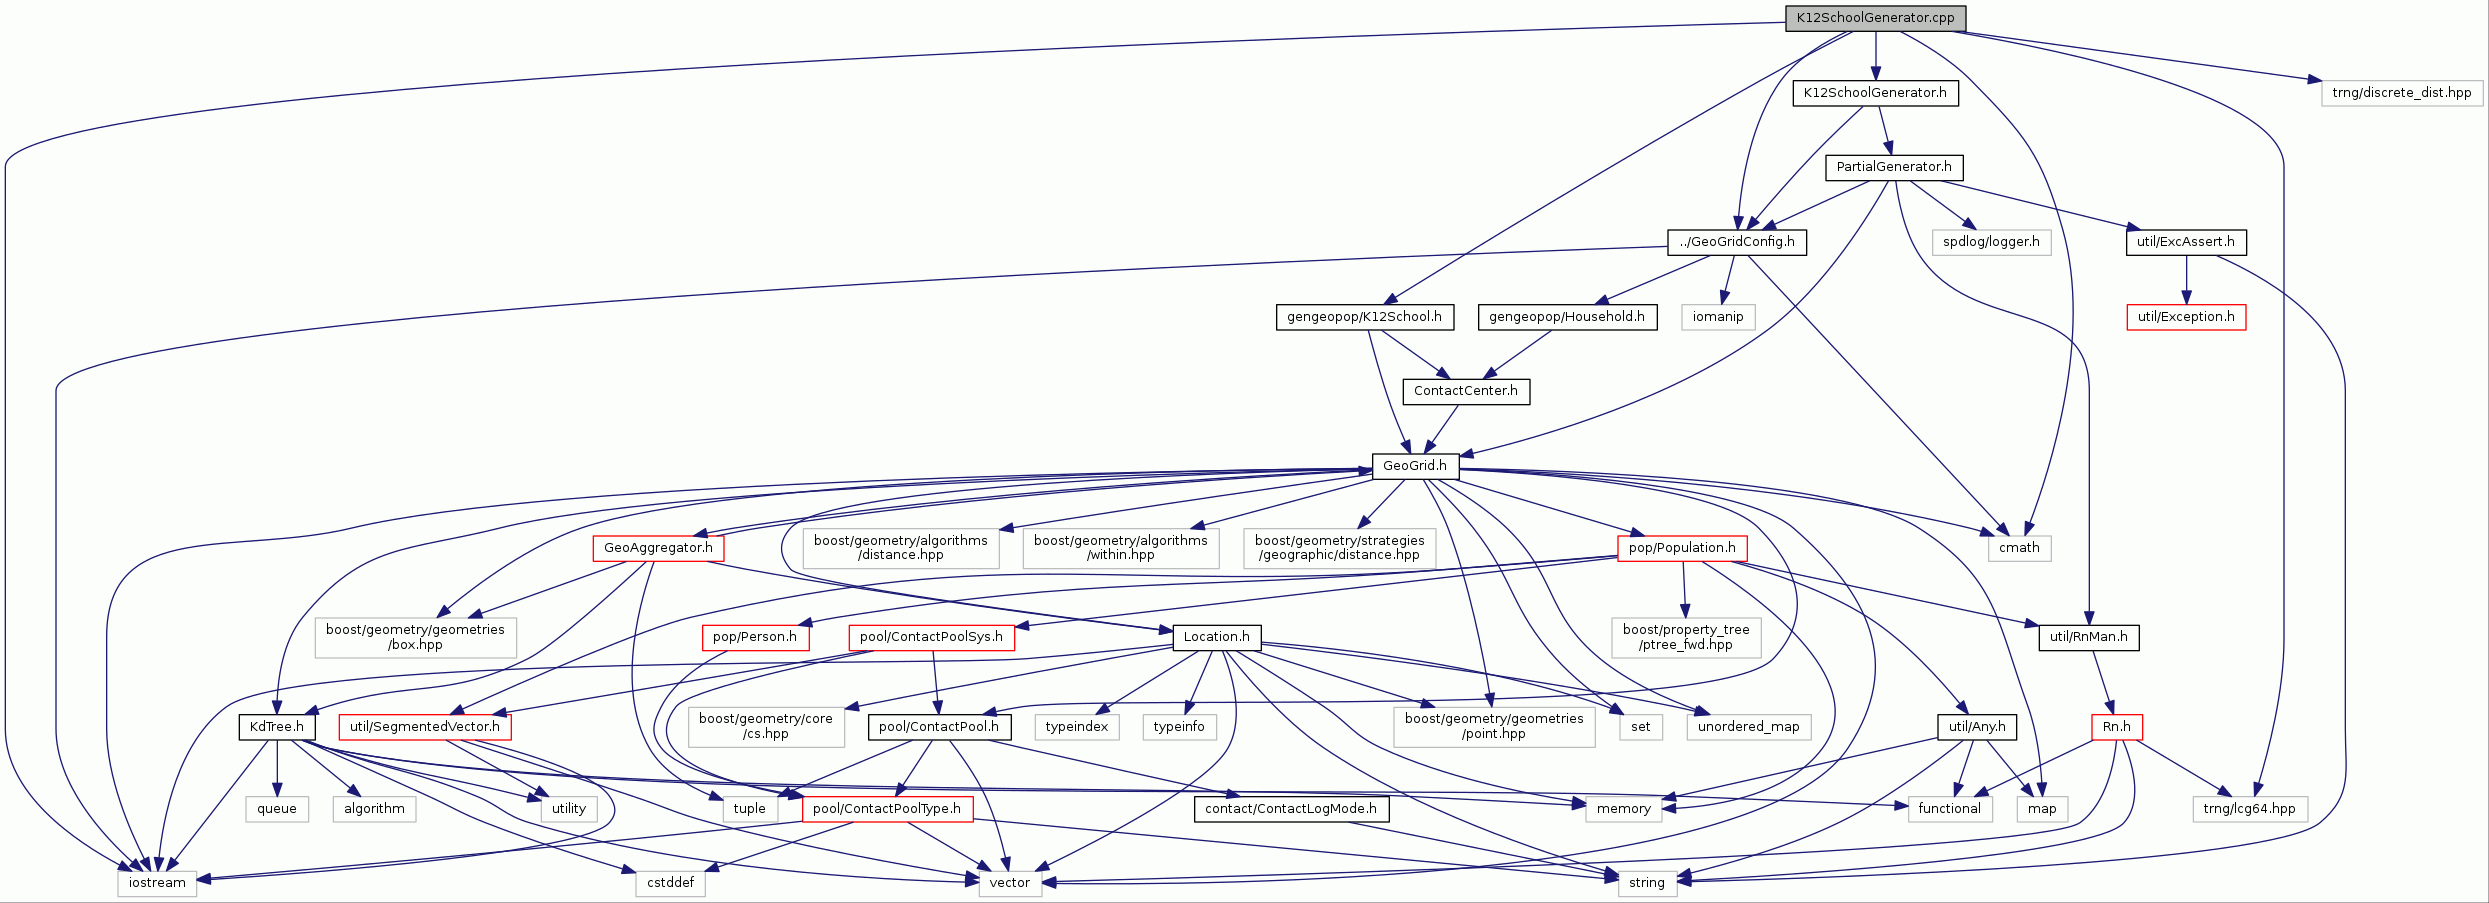 K12SchoolGenerator.cpp
K12SchoolGenerator.h
trng/discrete_dist.hpp
PartialGenerator.h
../GeoGridConfig.h
spdlog/logger.h
util/ExcAssert.h
gengeopop/K12School.h
gengeopop/Household.h
iomanip
util/Exception.h
ContactCenter.h
GeoGrid.h
GeoAggregator.h
boost/geometry/algorithms
/distance.hpp
boost/geometry/algorithms
/within.hpp
boost/geometry/strategies
/geographic/distance.hpp
pop/Population.h
cmath
boost/geometry/geometries
/box.hpp
pop/Person.h
pool/ContactPoolSys.h
Location.h
boost/property_tree
/ptree_fwd.hpp
util/RnMan.h
KdTree.h
util/SegmentedVector.h
boost/geometry/core
/cs.hpp
pool/ContactPool.h
typeindex
typeinfo
boost/geometry/geometries
/point.hpp
set
unordered_map
util/Any.h
Rn.h
queue
algorithm
utility
tuple
pool/ContactPoolType.h
contact/ContactLogMode.h
memory
functional
map
trng/lcg64.hpp
iostream
cstddef
vector
string